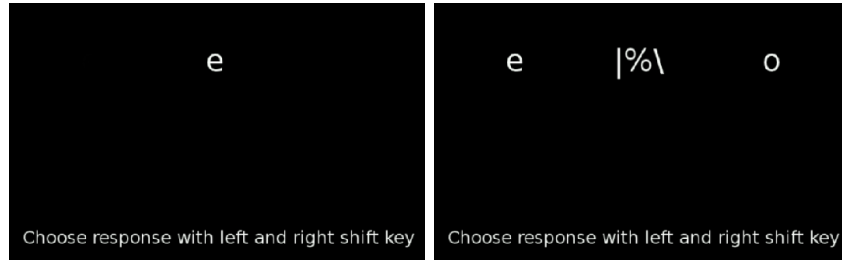 e
Choose response with left and right shift key
e |%\ o
Choose response with left and right shift key